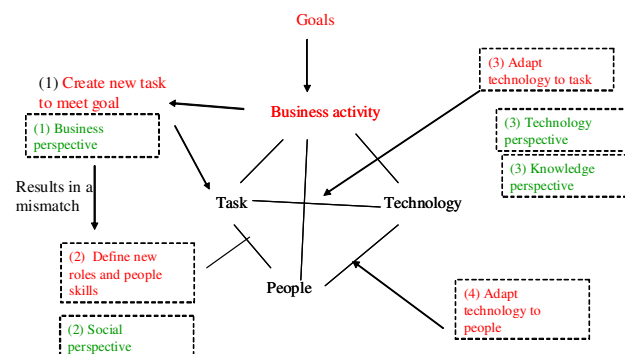 Goals
(1) Create new task
to meet goal
(1) Business
perspective
Business activity
(3) Adapt
technology to task
(3) Technology
perspective
(3) Knowledge
perspective
Results in a
mismatch
Task
Technology
(2) Define new
roles and people
skills
People
(4) Adapt
technology to
people
(2) Social
perspective